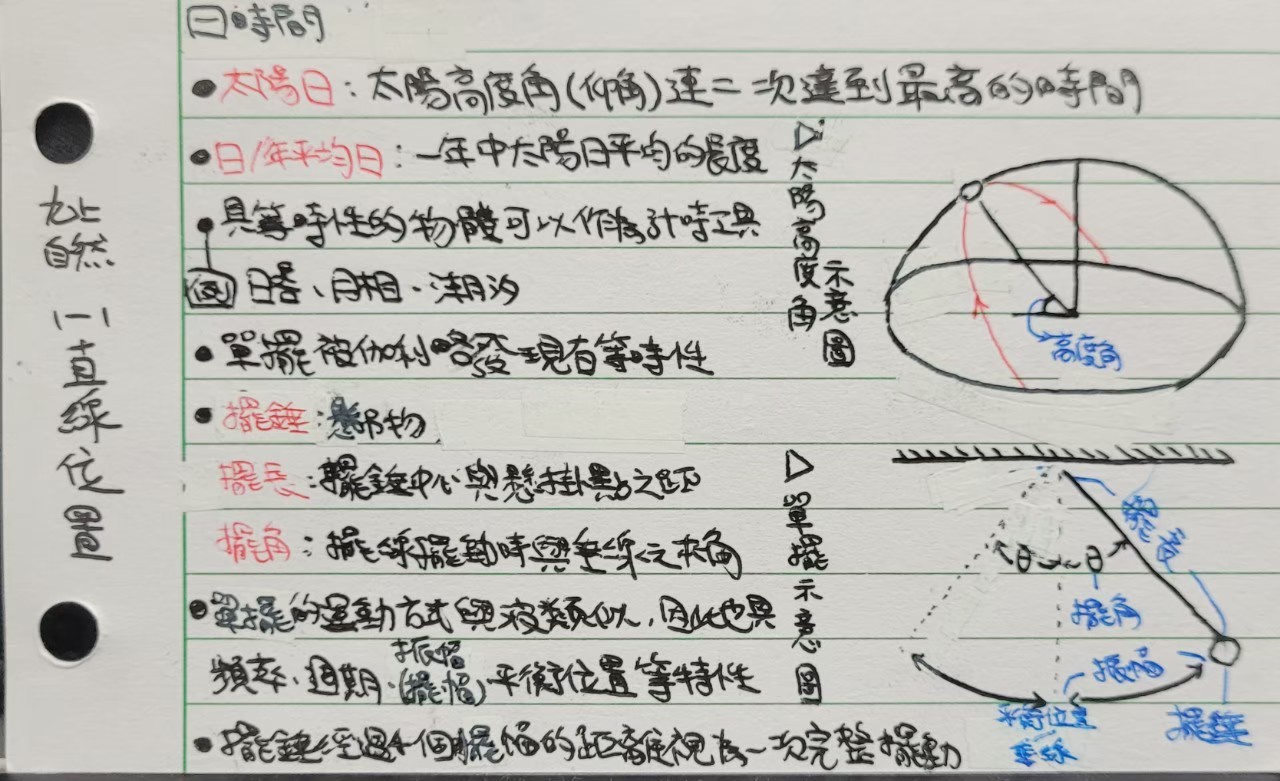 九上
自然
(一)直線位置
㊀時間
●太陽日：太陽高度角(仰角)連二次達到最高的時間
●日/年平均日：一年中太陽日平均的長度
●具等時性的物體可以作為計時工具
例 日晷、月相、潮汐
●單擺被伽利略發現有等時性
●擺錘：懸吊物
擺長：擺錘中心與懸掛點之距
擺角：擺線擺動時與垂線之夾角
●單擺的運動方式與波類似，因此也具
頻率、週期、振幅(擺幅)、平衡位置等特性
●擺錘經過4個擺幅的距離視為一次完整擺動
▷太陽高度角示意圖
高度角
▷單擺示意圖
擺長
θ θ
擺角
振幅
平衡位置
垂線
擺錘